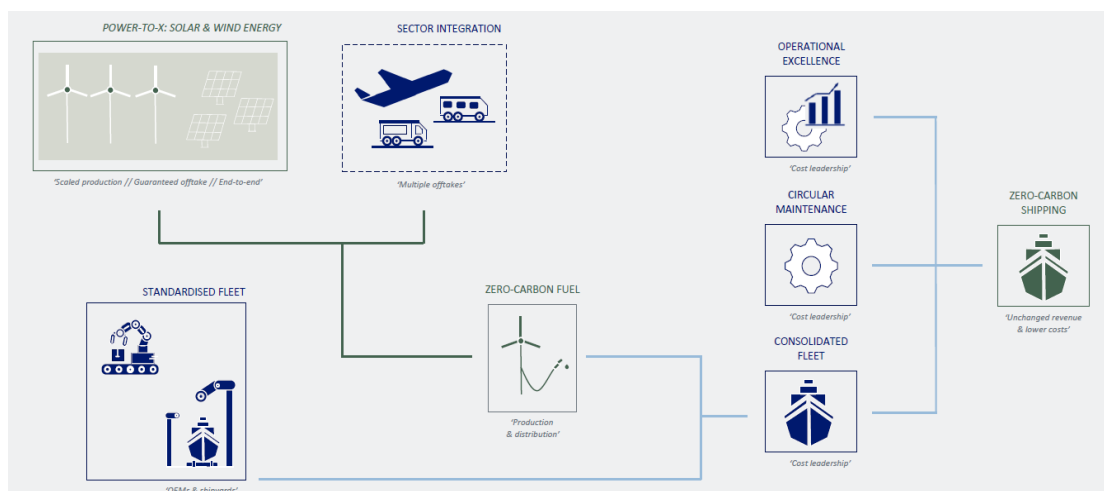 POWER-TO-X: SOLAR & WIND ENERGY
'Scaled production // Guaranteed offtake // End-to-end'
SECTOR INTEGRATION
'Multiple offtakes'
STANDARDISED FLEET
'OEMs & shipyards'
ZERO-CARBON FUEL
'Production
& distribution'
OPERATIONAL
EXCELLENCE
'Cost leadership'
CIRCULAR
MAINTENANCE
'Cost leadership'
CONSOLIDATED
FLEET
'Cost leadership'
ZERO-CARBON
SHIPPING
'Unchanged revenue
& lower costs'